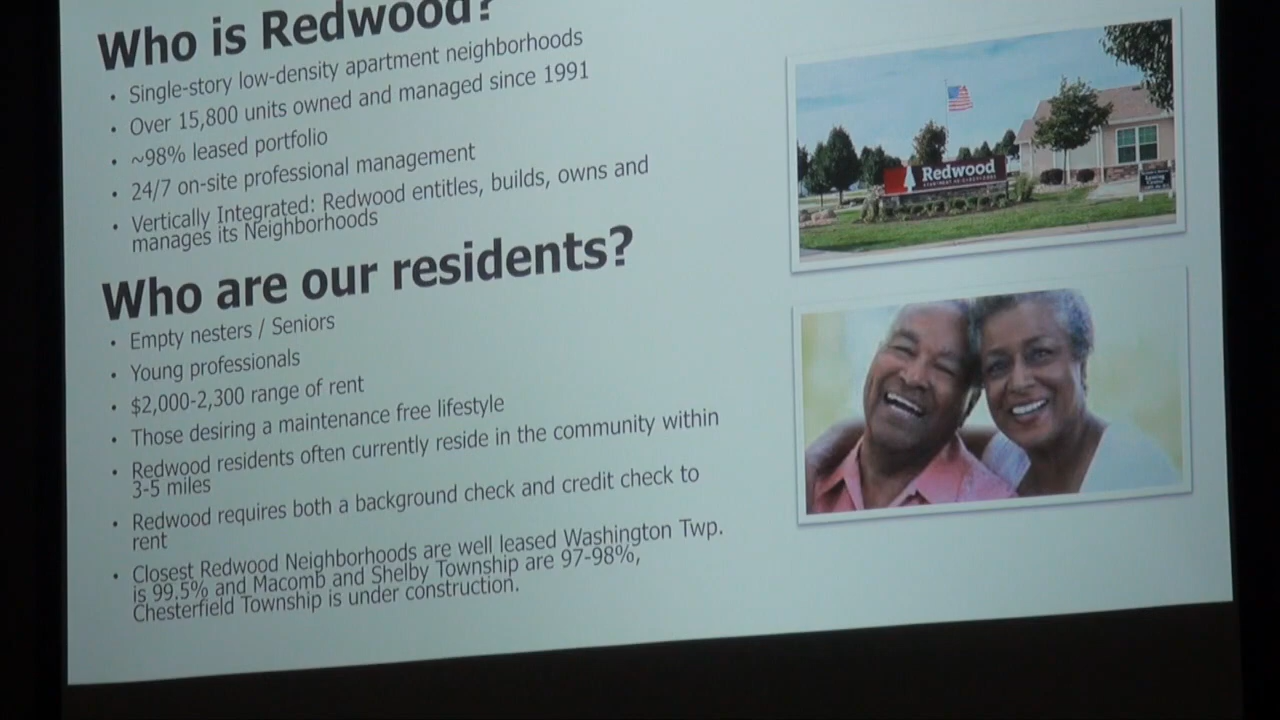 Who is Redwood?
• Single-story low-density apartment neighborhoods
• Over 15,800 units owned and managed since 1991
• ~98% leased portfolio
• 24/7 on-site professional management
• Vertically Integrated: Redwood entitles, builds, owns and
manages its Neighborhoods
Who are our residents?
• Empty nesters / Seniors
• Young professionals
• $2,000-2,300 range of rent
• Those desiring a maintenance free lifestyle
• Redwood residents often currently reside in the community within
3-5 miles
• Redwood requires both a background check and credit check to
rent
• Closest Redwood Neighborhoods are well leased Washington Twp.
is 99.5% and Macomb and Shelby Township are 97-98%,
Chesterfield Township is under construction.
Redwood
APARTMENT NEIGHBORHOODS
Leasing